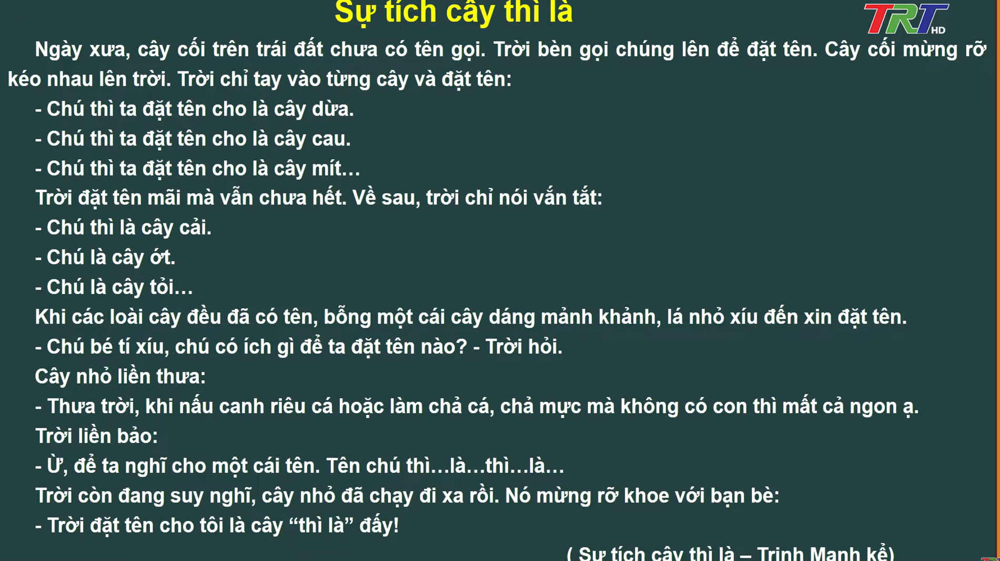 Sự tích cây thì là
TRT HD
Ngày xưa, cây cối trên trái đất chưa có tên gọi. Trời bèn gọi chúng lên để đặt tên. Cây cối mừng rỡ
kéo nhau lên trời. Trời chỉ tay vào từng cây và đặt tên:
- Chú thì ta đặt tên cho là cây dừa.
- Chú thì ta đặt tên cho là cây cau.
- Chú thì ta đặt tên cho là cây mít…
Trời đặt tên mãi mà vẫn chưa hết. Về sau, trời chỉ nói vắn tắt:
- Chú thì là cây cải.
- Chú là cây ớt.
- Chú là cây tỏi…
Khi các loài cây đều đã có tên, bỗng một cái cây dáng mảnh khảnh, lá nhỏ xíu đến xin đặt tên.
- Chú bé tí xíu, chú có ích gì để ta đặt tên nào? - Trời hỏi.
Cây nhỏ liền thưa:
- Thưa trời, khi nấu canh riêu cá hoặc làm chả cá, chả mực mà không có con thì mất cả ngon ạ.
Trời liền bảo:
- Ừ, để ta nghĩ cho một cái tên. Tên chú thì…là…thì…là…
Trời còn đang suy nghĩ, cây nhỏ đã chạy đi xa rồi. Nó mừng rỡ khoe với bạn bè:
- Trời đặt tên cho tôi là cây “thì là” đấy!
( Sự tích cây thì là – Trịnh Mạnh kể)